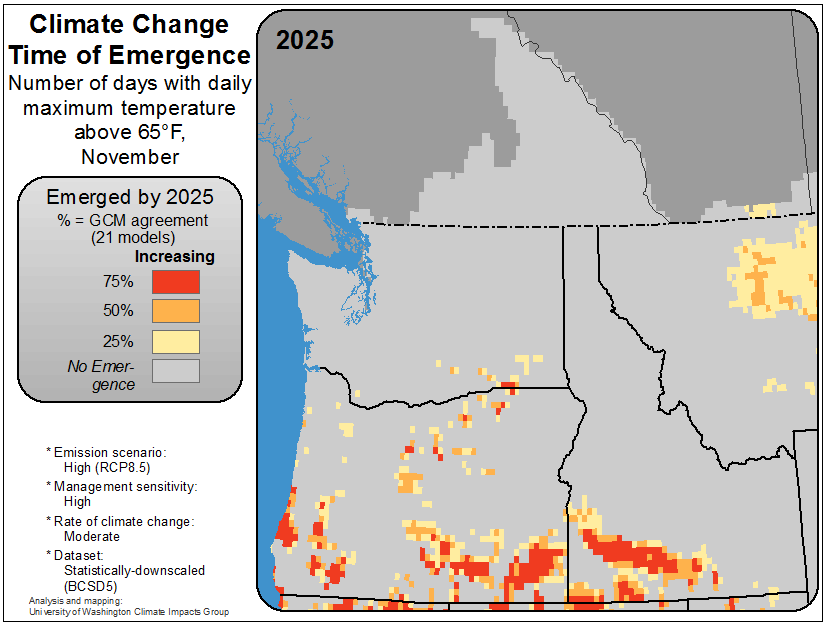 Climate Change
Time of Emergence
Number of days with daily
maximum temperature
above 65°F,
November
Emerged by 2025
% = GCM agreement
(21 models)
Increasing
75%
50%
25%
No Emer-
gence
* Emission scenario:
High (RCP8.5)
* Management sensitivity:
High
* Rate of climate change:
Moderate
* Dataset:
Statistically-downscaled
(BCSD5)
Analysis and mapping:
University of Washington Climate Impacts Group
2025